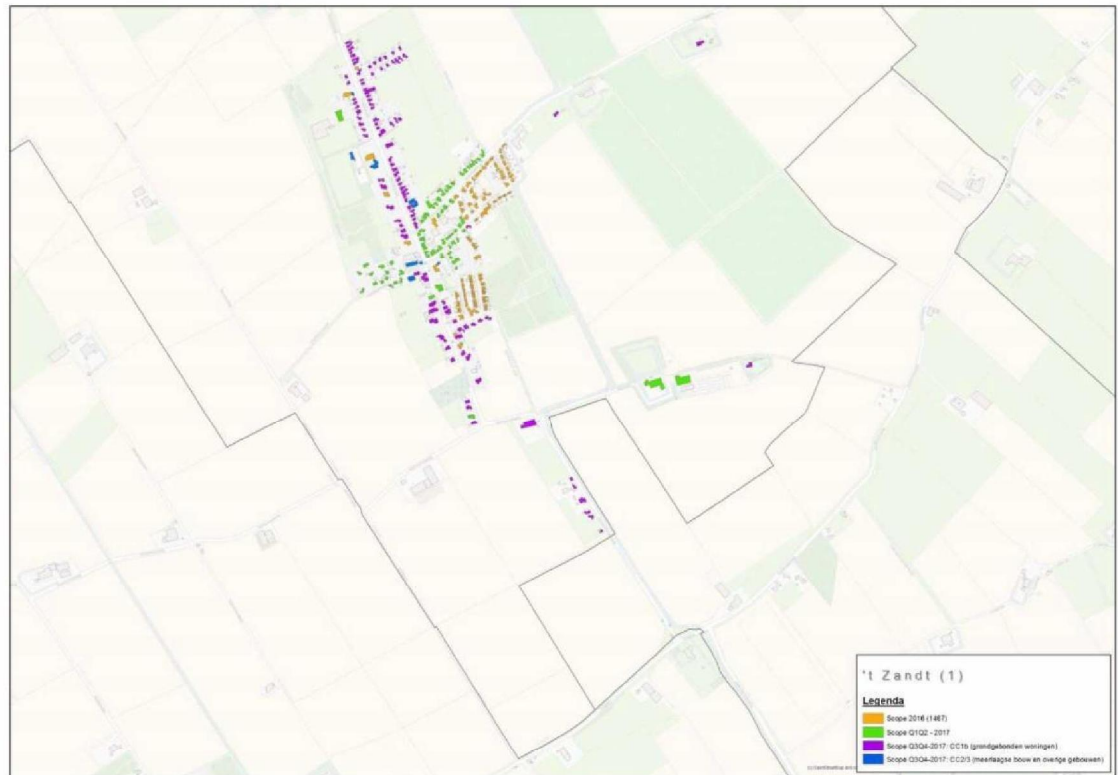 't Zandt (1)
Legenda
Scope 2016 (1467)
Scope Q1Q2 - 2017
Scope Q3Q4-2017: CC1b (grondgebonden woningen)
Scope Q3Q4-2017: CC2/3 (meerlaagse bouw en overige gebouwen)